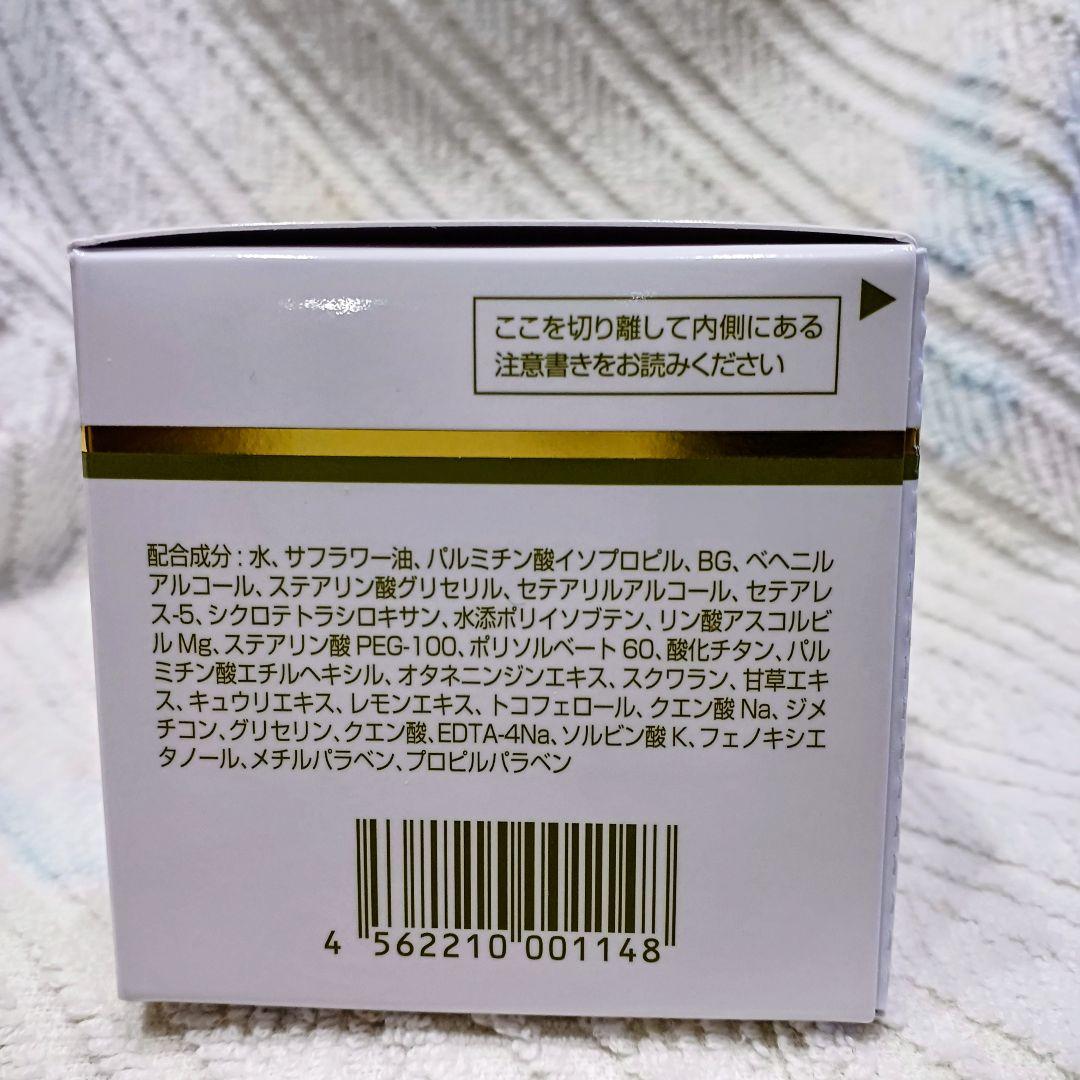 ここを切り離して内側にある
注意書きをお読みください
配合成分：水、サフラワー油、パルミチン酸イソプロピル、BG、ベヘニル
アルコール、ステアリン酸グリセリル、セテアリルアルコール、セテアレ
ス-5、シクロテトラシロキサン、水添ポリイソブテン、リン酸アスコルビ
ルMg、ステアリン酸PEG-100、ポリソルベート60、酸化チタン、パル
ミチン酸エチルヘキシル、オタネニンジンエキス、スクワラン、甘草エキ
ス、キュウリエキス、レモンエキス、トコフェロール、クエン酸Na、ジメ
チコン、グリセリン、クエン酸、EDTA-4Na、ソルビン酸K、フェノキシエ
タノール、メチルパラベン、プロピルパラベン
4 562210 001148